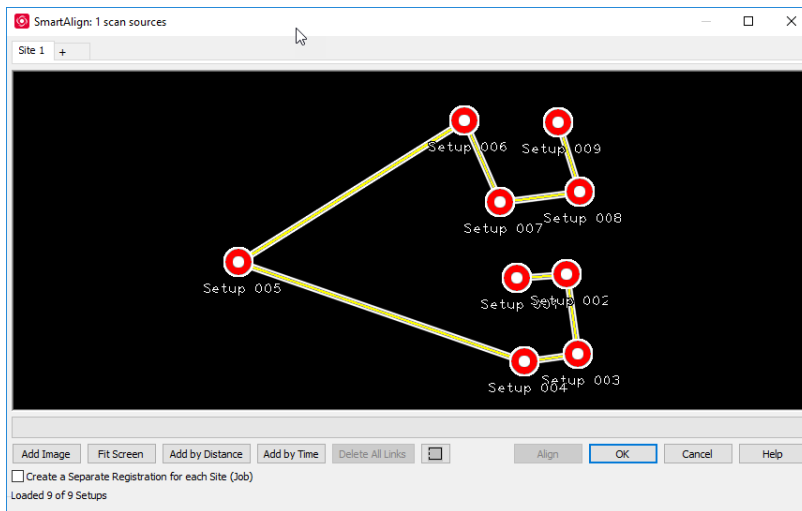 SmartAlign: 1 scan sources
Site 1 +
Setup 006
Setup 009
Setup 007
Setup 008
Setup 005
Setup 001
Setup 002
Setup 004
Setup 003
Add Image Fit Screen Add by Distance Add by Time Delete All Links Align OK Cancel Help
Create a Separate Registration for each Site (Job)
Loaded 9 of 9 Setups